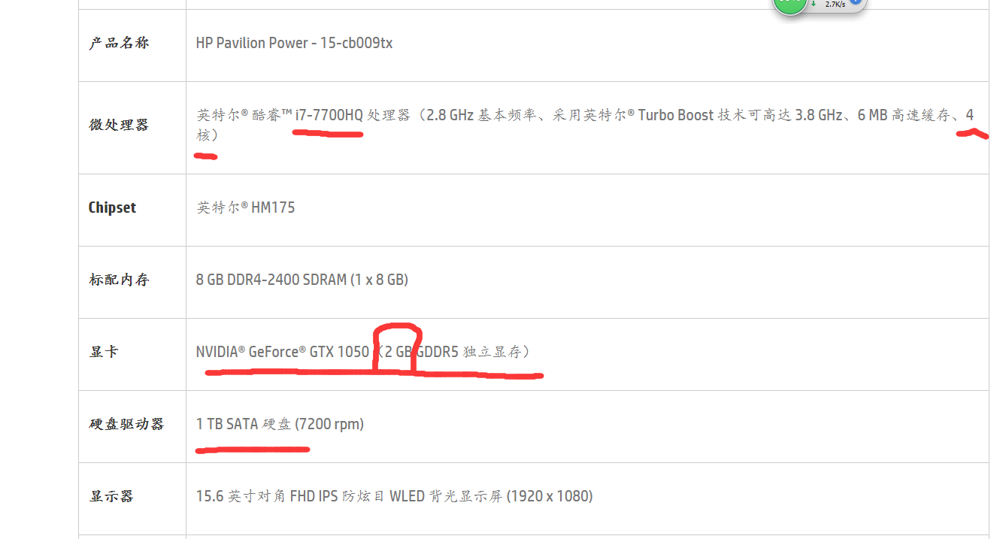 2.7K/s
产品名称
HP Pavilion Power - 15-cb009tx
微处理器
英特尔® 酷睿™ i7-7700HQ 处理器（2.8 GHz 基本频率、采用英特尔® Turbo Boost 技术可高达 3.8 GHz、6 MB 高速缓存、4
核）
Chipset
英特尔® HM175
标配内存
8 GB DDR4-2400 SDRAM (1 x 8 GB)
显卡
NVIDIA® GeForce® GTX 1050（2 GB GDDR5 独立显存）
硬盘驱动器
1 TB SATA 硬盘 (7200 rpm)
显示器
15.6 英寸对角 FHD IPS 防炫目 WLED 背光显示屏 (1920 x 1080)